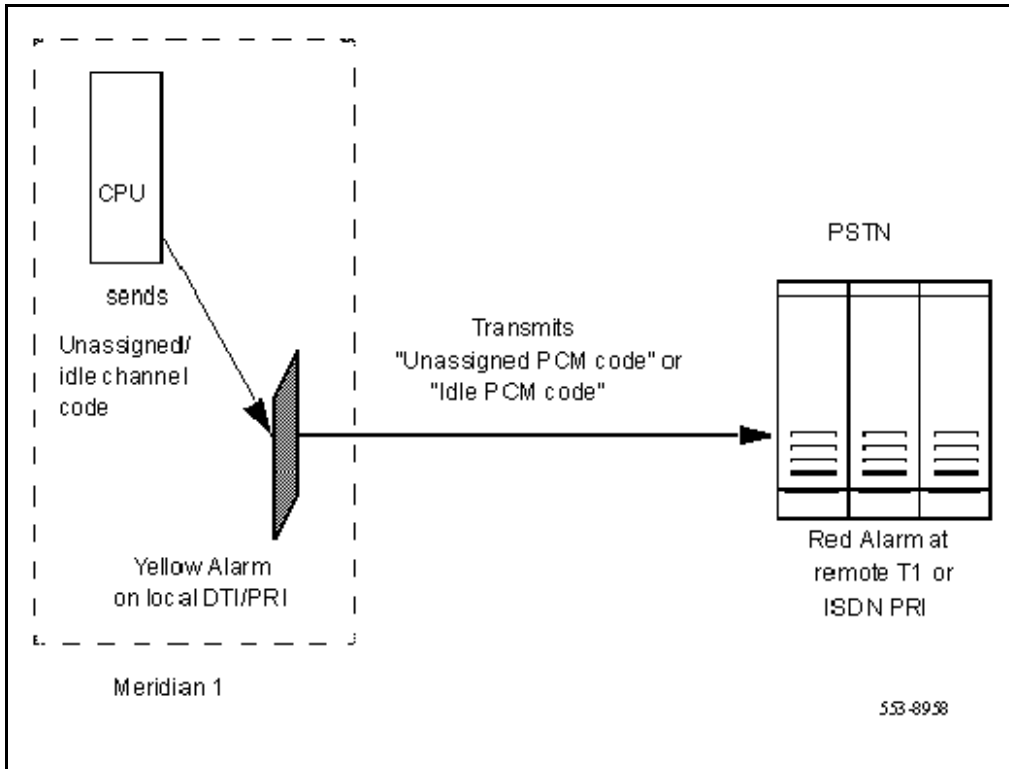 CPU
sends
Unassigned/
idle channel
code
Yellow Alarm
on local DTI/PRI
Meridian 1
Transmits
"Unassigned PCM code" or
"Idle PCM code"
PSTN
Red Alarm at
remote T1 or
ISDN PRI
553-8958